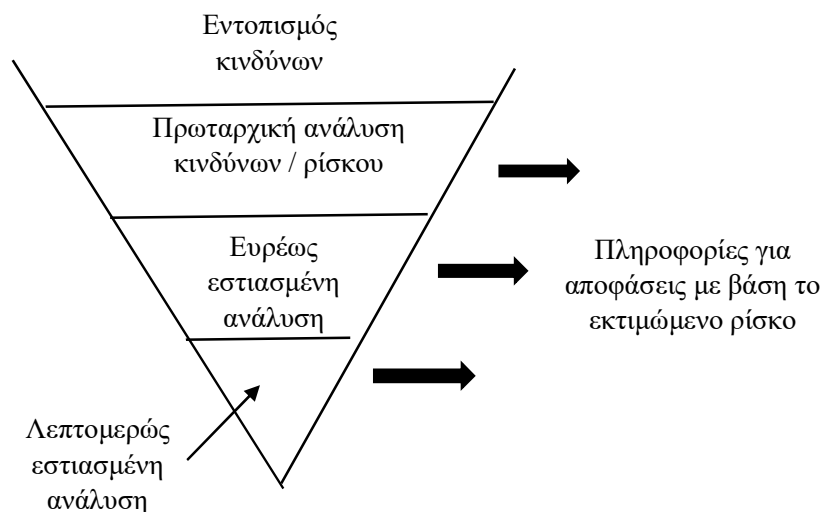 Εντοπισμός
κινδύνων
Πρωταρχική ανάλυση
κινδύνων / ρίσκου
Ευρέως
εστιασμένη
ανάλυση
Πληροφορίες για
αποφάσεις με βάση το
εκτιμώμενο ρίσκο
Λεπτομερώς
εστιασμένη
ανάλυση